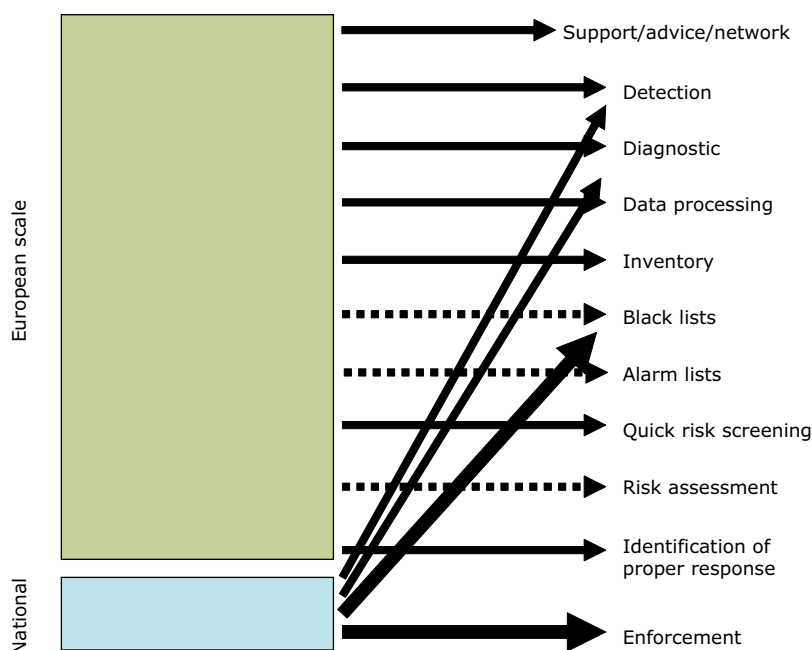 European scale
National
Support/advice/network
Detection
Diagnostic
Data processing
Inventory
Black lists
Alarm lists
Quick risk screening
Risk assessment
Identification of
proper response
Enforcement